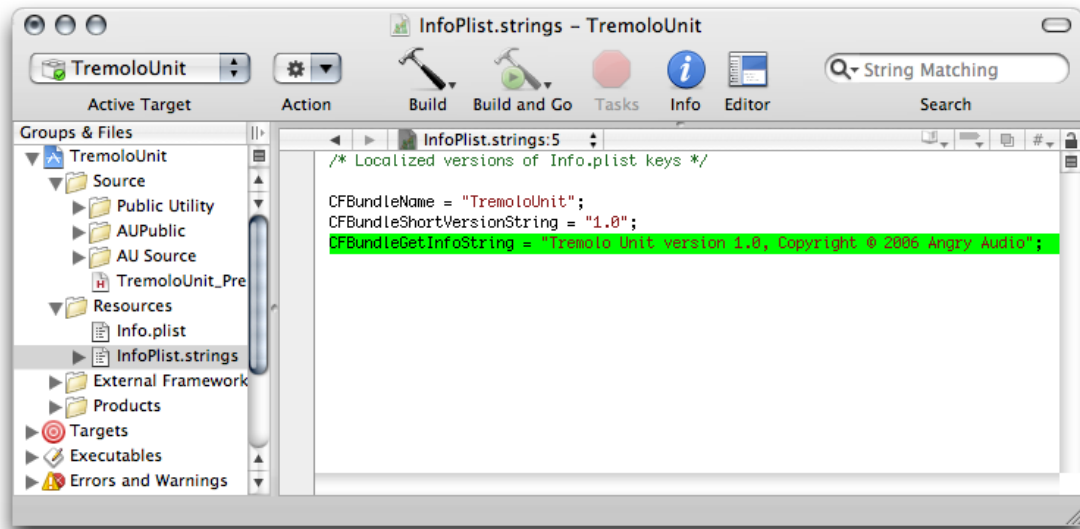 InfoPlist.strings – TremoloUnit
TremoloUnit
String Matching
Active Target
Action
Build
Build and Go
Tasks
Info
Editor
Search
Groups & Files
InfoPlist.strings:5
#
TremoloUnit
Source
Public Utility
AUPublic
AU Source
TremoloUnit_Pre
Resources
Info.plist
InfoPlist.strings
External Framework
Products
Targets
Executables
Errors and Warnings
/* Localized versions of Info.plist keys */
CFBundleName = "TremoloUnit";
CFBundleShortVersionString = "1.0";
CFBundleGetInfoString = "Tremolo Unit version 1.0, Copyright © 2006 Angry Audio";